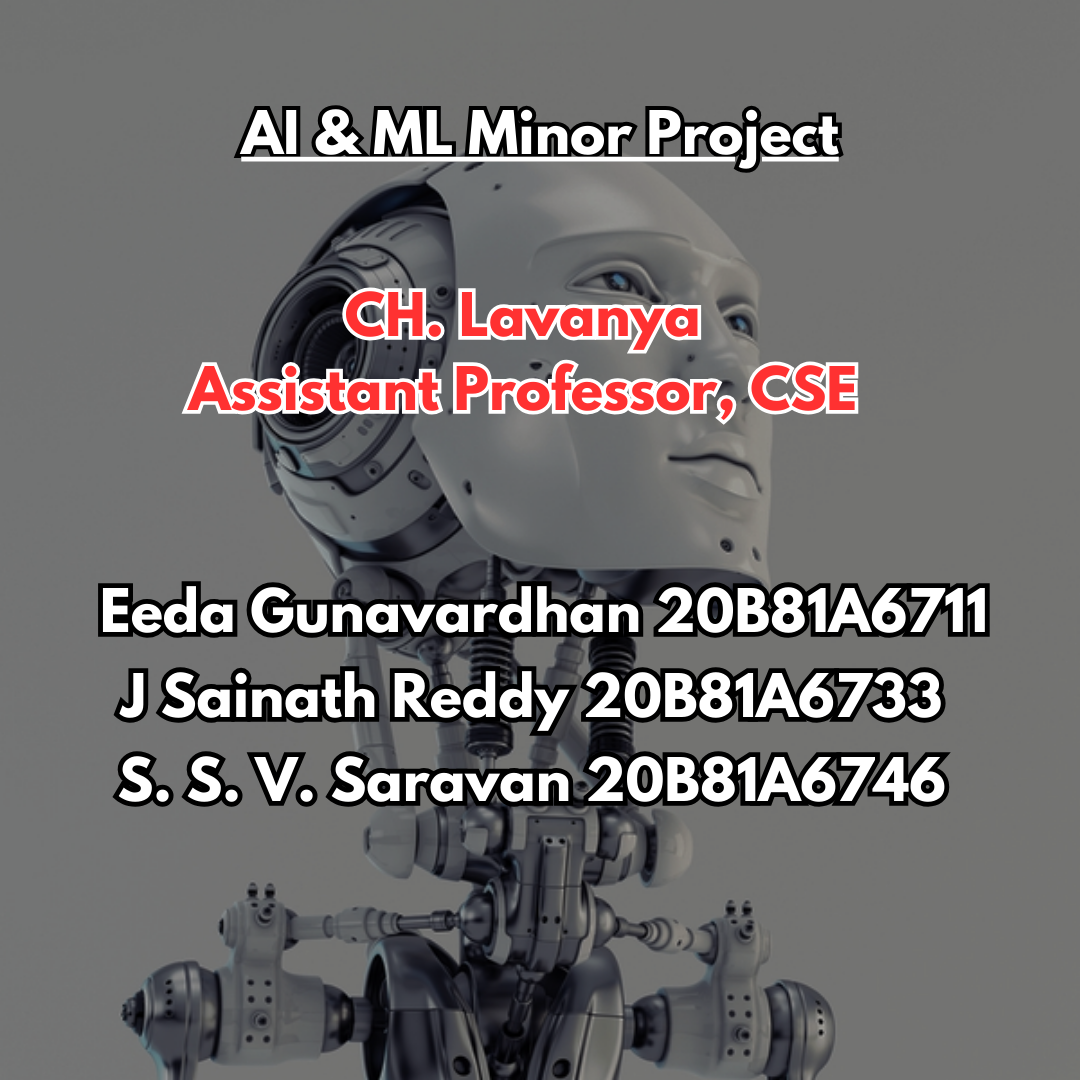 AI & ML Minor Project
CH. Lavanya
Assistant Professor, CSE
Eeda Gunavardhan 20B81A6711
J Sainath Reddy 20B81A6733
S. S. V. Saravan 20B81A6746